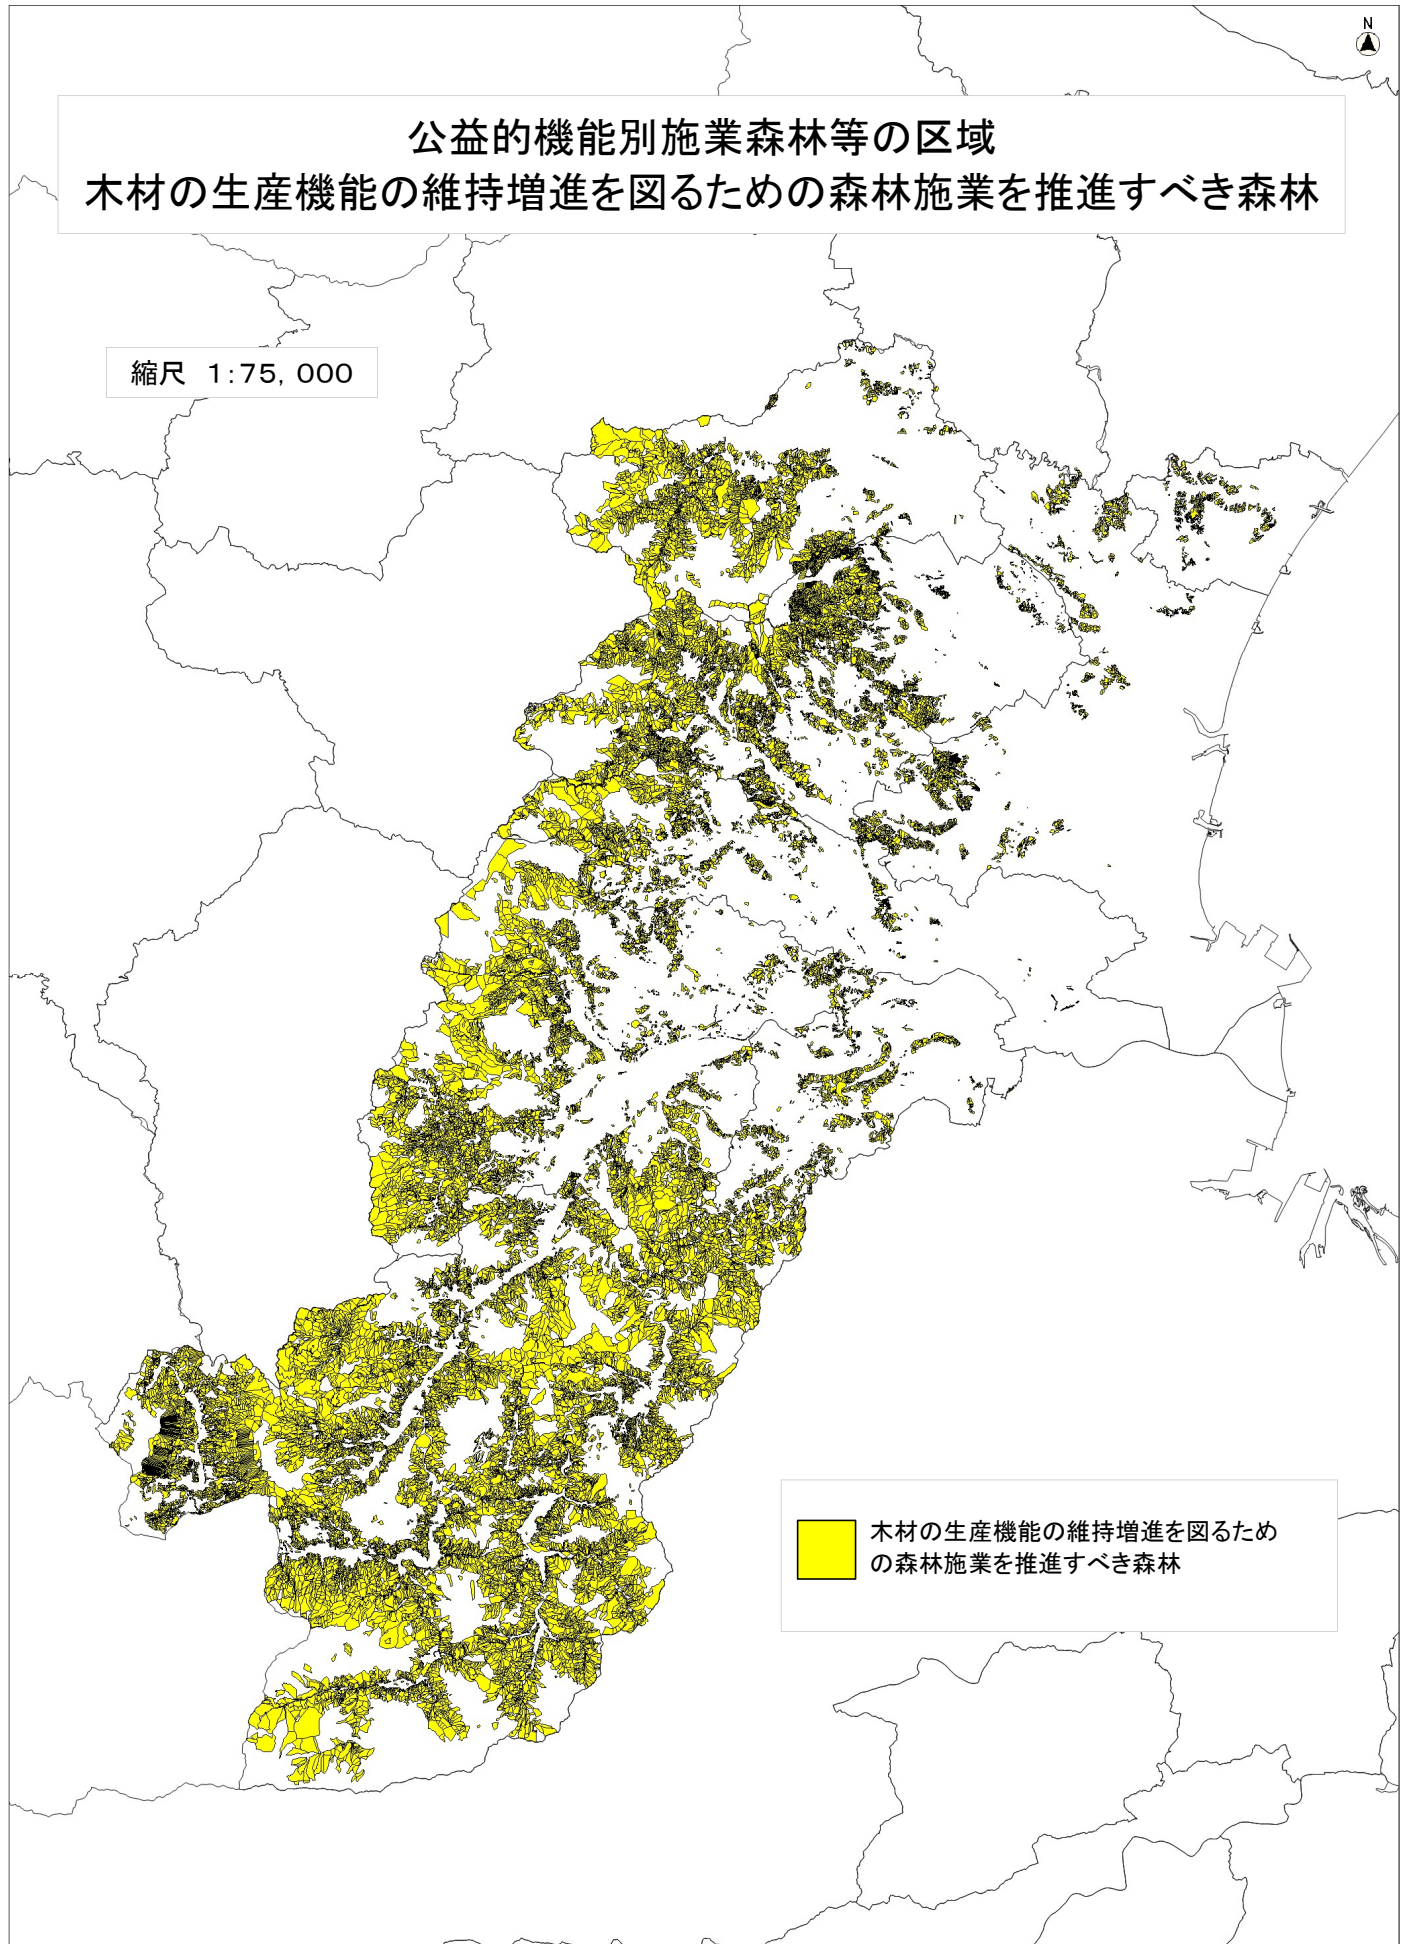 N
公益的機能別施業森林等の区域
木材の生産機能の維持増進を図るための森林施業を推進すべき森林
縮尺 1:75,000
木材の生産機能の維持増進を図るため
の森林施業を推進すべき森林